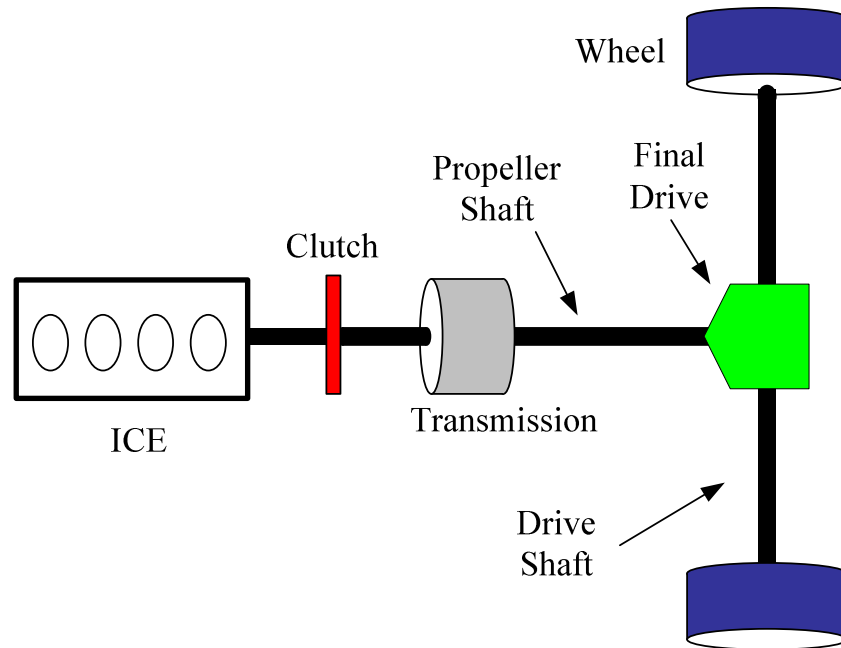 Wheel
Propeller
Shaft
Final
Drive
Clutch
Transmission
ICE
Drive
Shaft